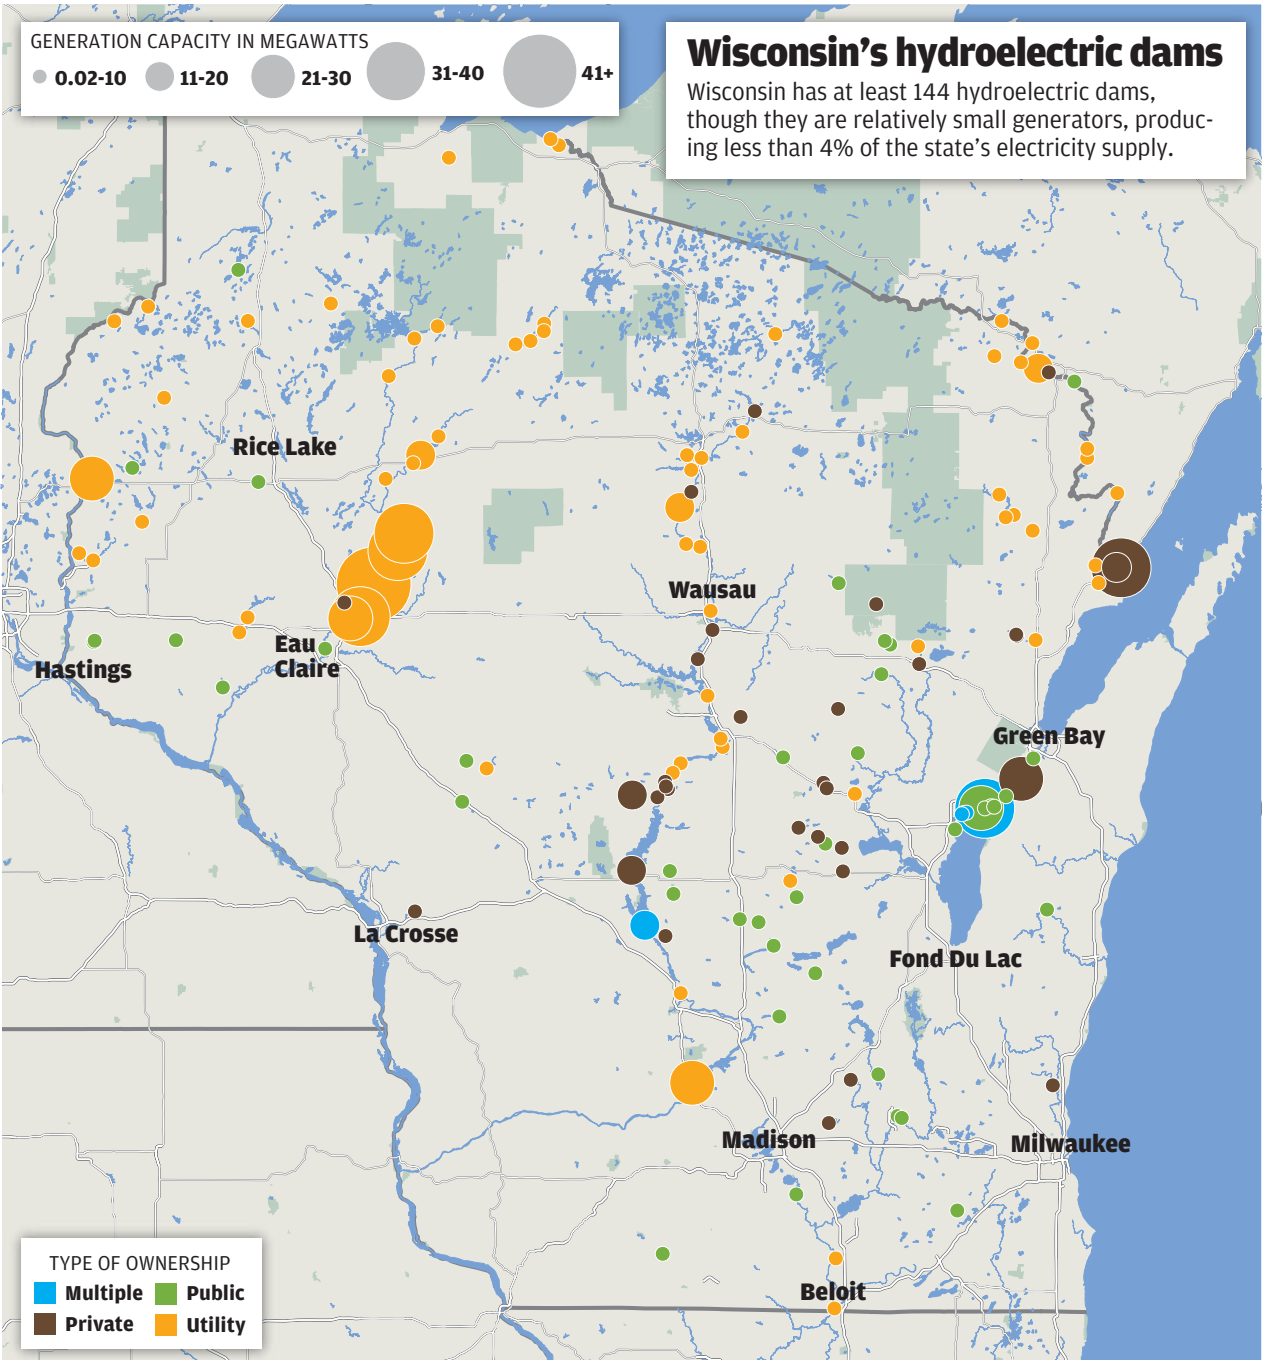 GENERATION CAPACITY IN MEGAWATTS
0.02-10 11-20 21-30 31-40 41+
Wisconsin’s hydroelectric dams
Wisconsin has at least 144 hydroelectric dams,
though they are relatively small generators, produc-
ing less than 4% of the state’s electricity supply.
Rice Lake
Wausau
Eau
Claire
Hastings
Green Bay
La Crosse
Fond Du Lac
Madison
Milwaukee
Beloit
TYPE OF OWNERSHIP
Multiple Public
Private Utility